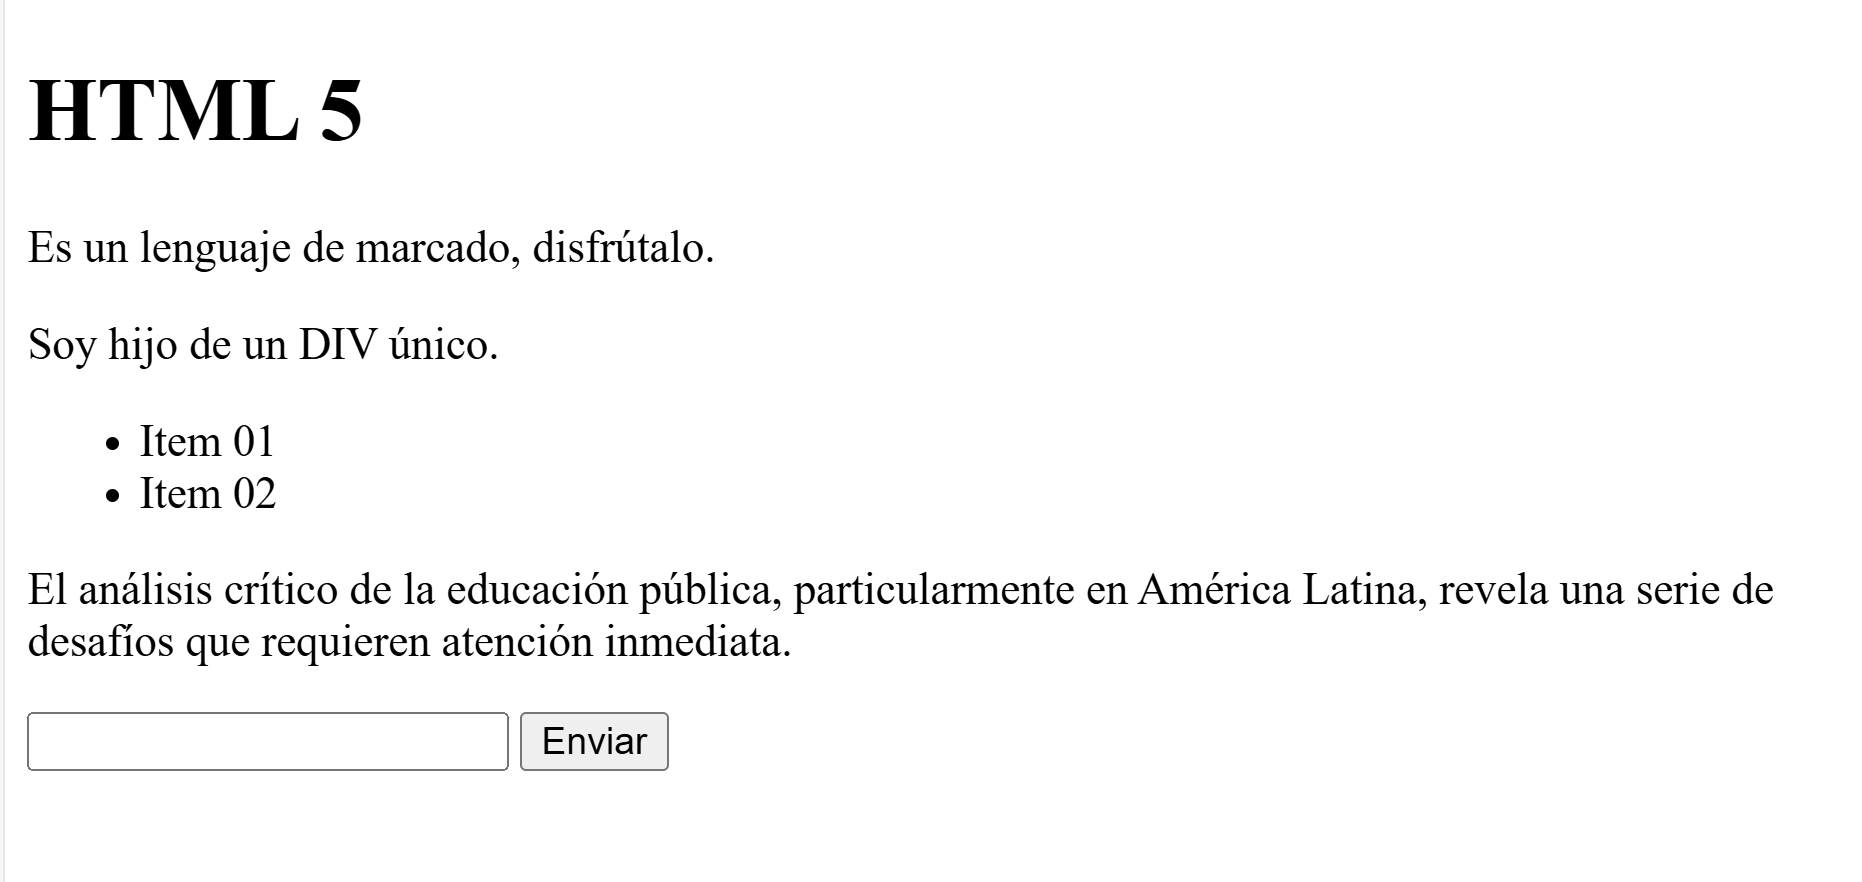 HTML 5
Es un lenguaje de marcado, disfrútalo.
Soy hijo de un DIV único.
• Item 01
• Item 02
El análisis crítico de la educación pública, particularmente en América Latina, revela una serie de
desafíos que requieren atención inmediata.
Enviar